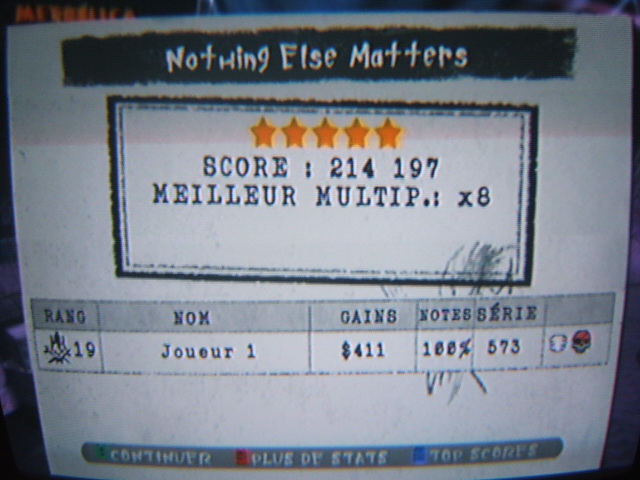 METALLICA
Nothing Else Matters
SCORE : 214 197
MEILLEUR MULTIP.: x8
RANG NOM GAINS NOTES SÉRIE
19 Joueur 1 $411 100% 573
CONTINUER PLUS DE STATS TOP SCORES